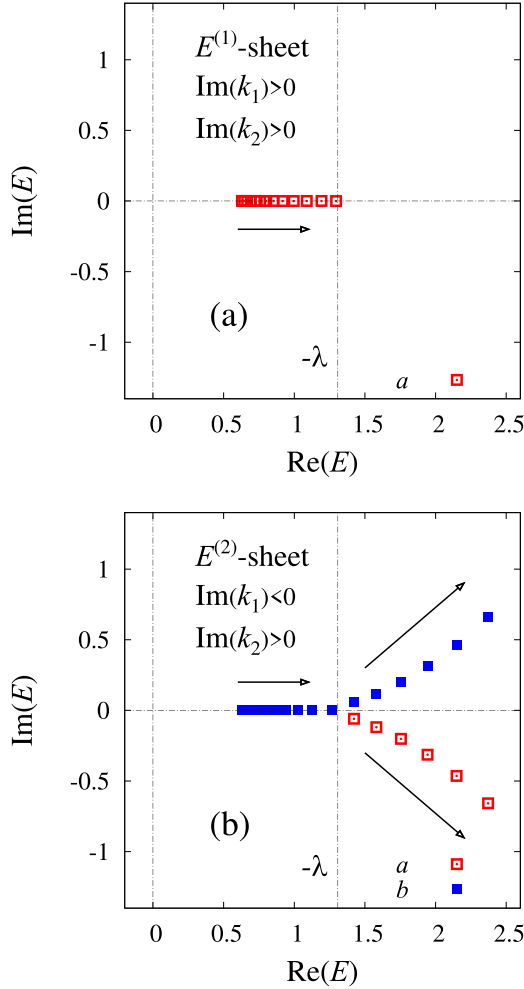 1
0.5
0
-0.5
-1
Im(E)
E⁽¹⁾-sheet
Im(k₁)>0
Im(k₂)>0
(a)
-λ
a
0 0.5 1 1.5 2 2.5
Re(E)
1
0.5
0
-0.5
-1
Im(E)
E⁽²⁾-sheet
Im(k₁)<0
Im(k₂)>0
(b)
-λ
a
b
0 0.5 1 1.5 2 2.5
Re(E)